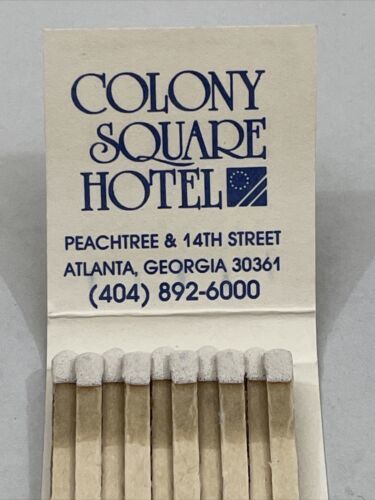 COLONY
SQUARE
HOTEL
PEACHTREE & 14TH STREET
ATLANTA, GEORGIA 30361
(404) 892-6000